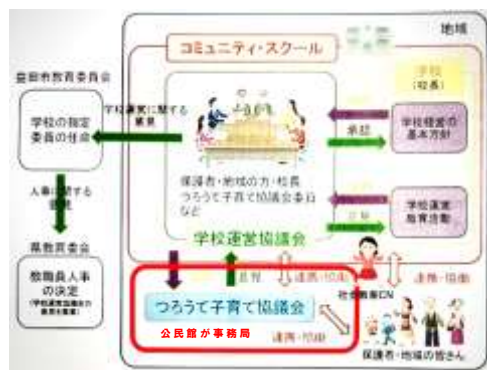 地域
コミュニティ・スクール
益田市教育委員会
学校の指定
委員の任命
学校運営に関する
意見
学校
(校長)
承認
学校経営の
基本方針
保護者・地域の方・校長
つろうて子育て協議会委員
など
学校運営
教育活動
人事に関する
意見
学校運営協議会
県教育委会
教職員人事
の決定
連携・協働
連携・協働
社会教育CN
つろうて子育て協議会
公民館が事務局
連携・協働
保護者・地域の皆さん